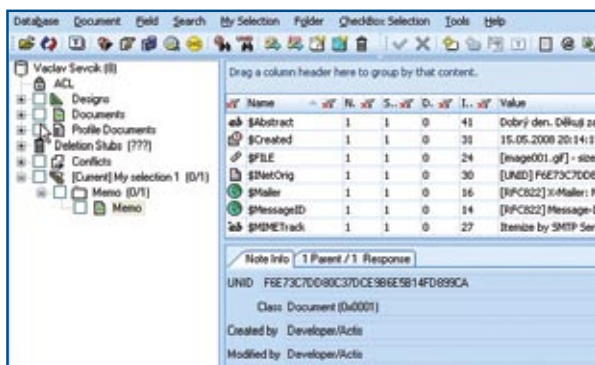 Database Document Field Search My Selection Folder CheckBox Selection Tools Help
Vaclav Sevcik (8)
ACL
Designs
Documents
Profile Documents
Deletion Stubs (???)
Conflicts
[Current] My selection 1 (0/1)
Memo (0/1)
Memo
Drag a column header here to group by that content.
Name N. S.. D. I... Value
$Abstract 1 1 0 41 Dobrý den. Děkuji za
$Created 1 1 0 31 15.05.2008 20:14:1
$FILE 1 1 0 24 [image001.gif] - size
$INetOrig 1 1 0 30 [UNID] F6E73C7DD8
$Mailer 1 1 0 16 [RFC822] X-Mailer: M
$MessageID 1 1 0 14 [RFC822] Message-I
$MIMETrack 1 1 0 27 Itemize by SMTP Ser
Note Info 1 Parent / 1 Response
UNID F6E73C7DD80C37DCE9B6E5B14FD899CA
Class Document (0x0001)
Created by Developer/Actis
Modified by Developer/Actis